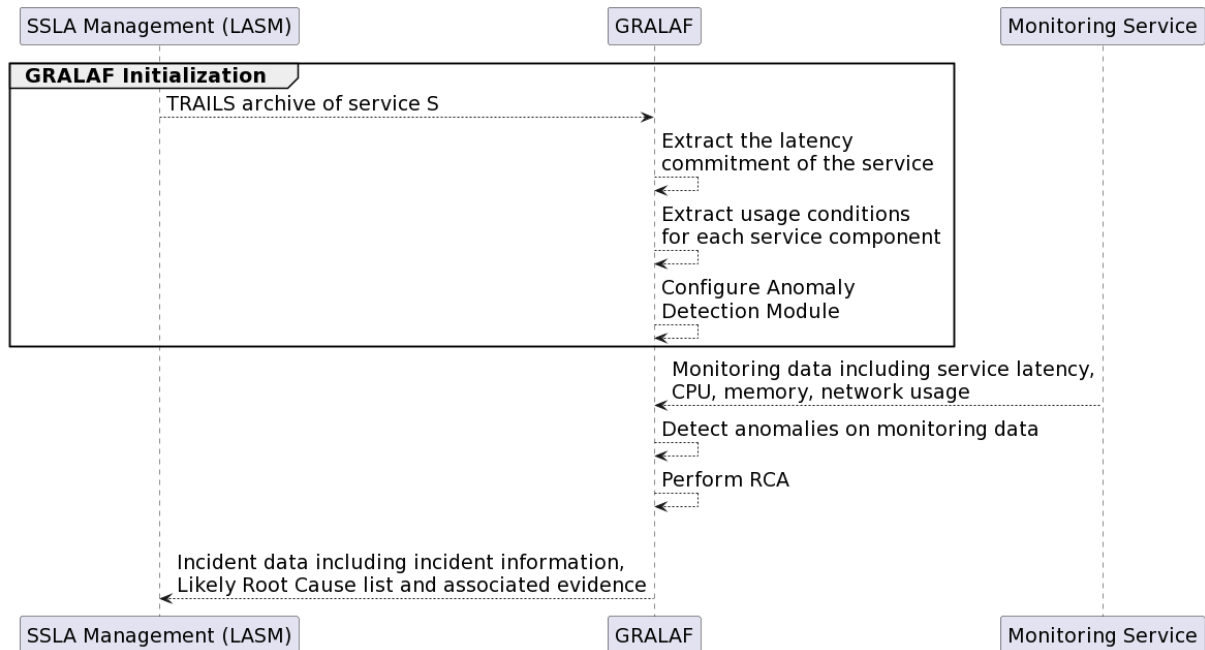 SSLA Management (LASM)
GRALAF
Monitoring Service
GRALAF Initialization
TRAILS archive of service S
Extract the latency
commitment of the service
Extract usage conditions
for each service component
Configure Anomaly
Detection Module
Monitoring data including service latency,
CPU, memory, network usage
Detect anomalies on monitoring data
Perform RCA
Incident data including incident information,
Likely Root Cause list and associated evidence
SSLA Management (LASM)
GRALAF
Monitoring Service